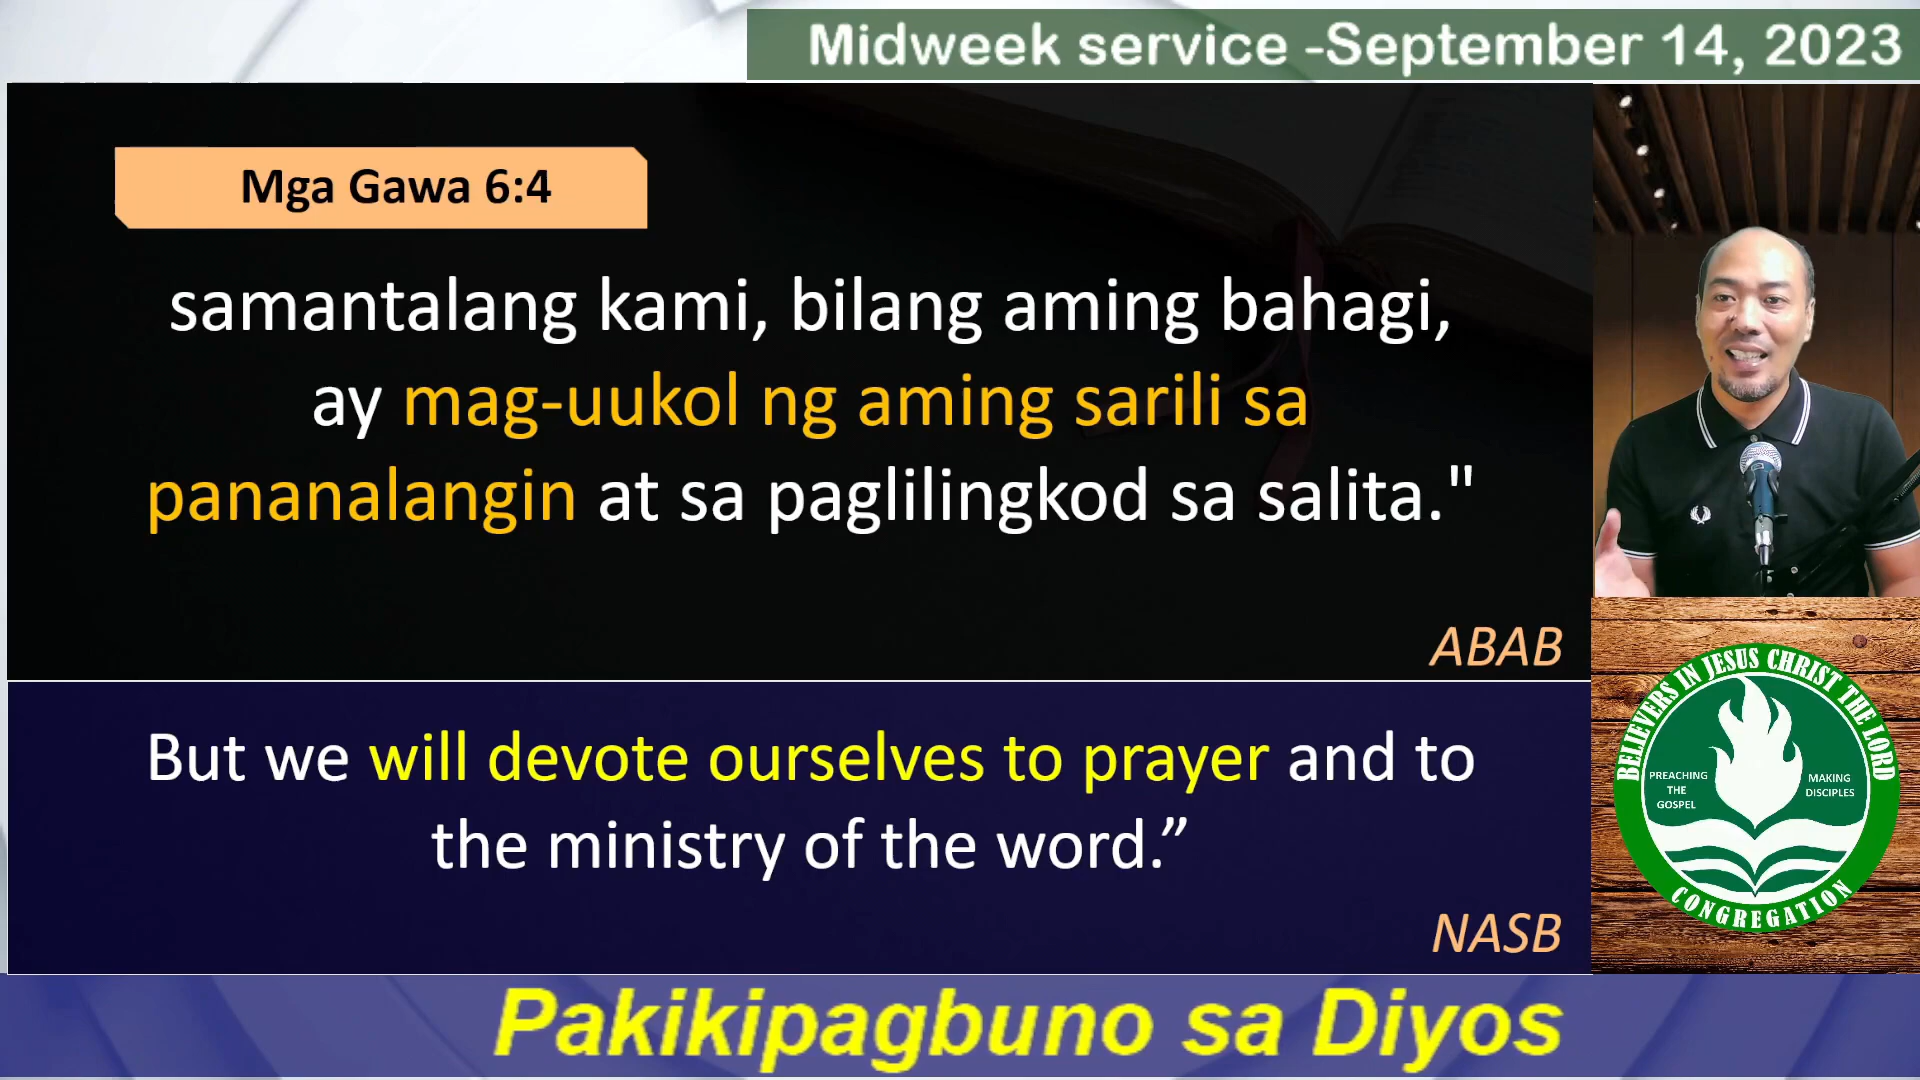 Midweek service -September 14, 2023
Mga Gawa 6:4
samantalang kami, bilang aming bahagi,
ay mag-uukol ng aming sarili sa
pananalangin at sa paglilingkod sa salita."
ABAB
But we will devote ourselves to prayer and to
the ministry of the word.”
NASB
BELIEVERS IN JESUS CHRIST THE LORD
PREACHING
THE
GOSPEL
MAKING
DISCIPLES
CONGREGATION
Pakikipagbuno sa Diyos